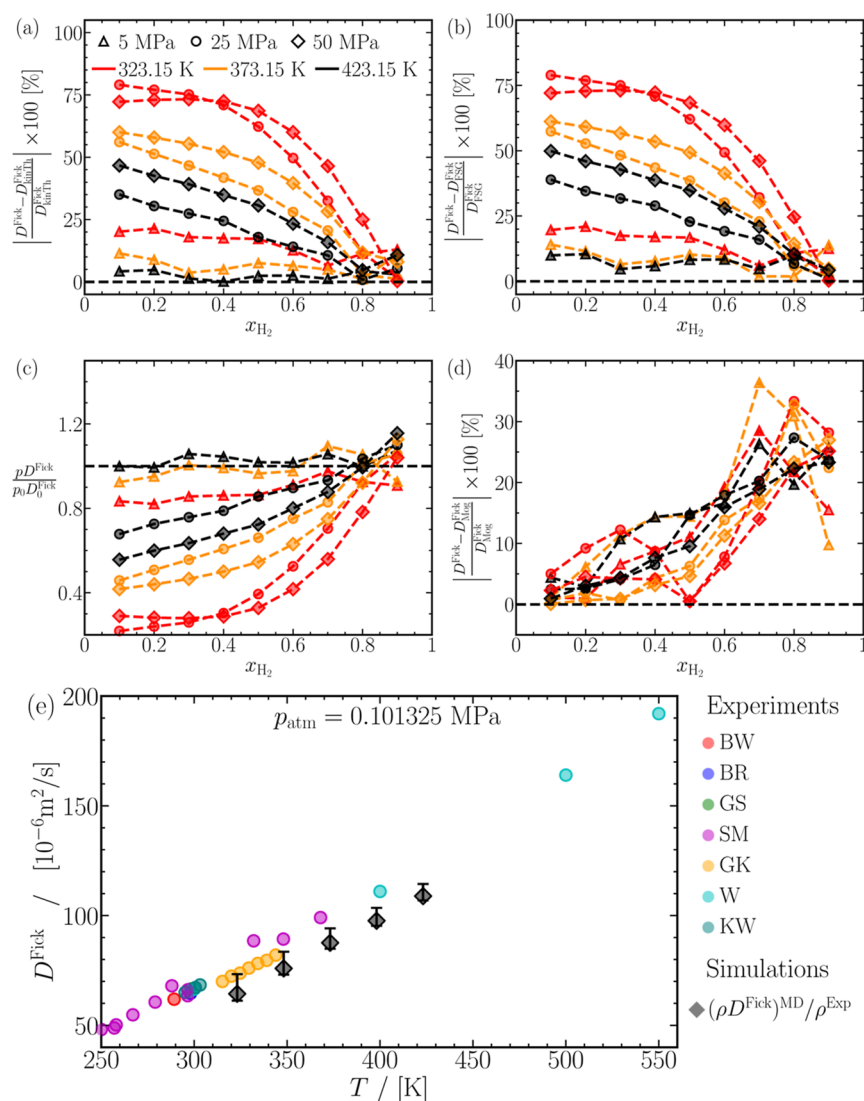 (a) △ 5 MPa ○ 25 MPa ◇ 50 MPa
323.15 K 373.15 K 423.15 K
100
75
50
25
0
|D^Fick − D^Fick_kinTh / D^Fick_kinTh| ×100 [%]
0 0.2 0.4 0.6 0.8 1
x_H₂
(b)
100
75
50
25
0
|D^Fick − D^Fick_FSG / D^Fick_FSG| ×100 [%]
0 0.2 0.4 0.6 0.8 1
x_H₂
(c)
1.2
0.8
0.4
pD^Fick / p₀D₀^Fick
0 0.2 0.4 0.6 0.8 1
x_H₂
(d)
40
30
20
10
0
|D^Fick − D^Fick_Mog / D^Fick_Mog| ×100 [%]
0 0.2 0.4 0.6 0.8 1
x_H₂
(e)
p_atm = 0.101325 MPa
200
150
100
50
D^Fick / [10⁻⁶m²/s]
250 300 350 400 450 500 550
T / [K]
Experiments
BW
BR
GS
SM
GK
W
KW
Simulations
(ρD^Fick)^MD/ρ^Exp